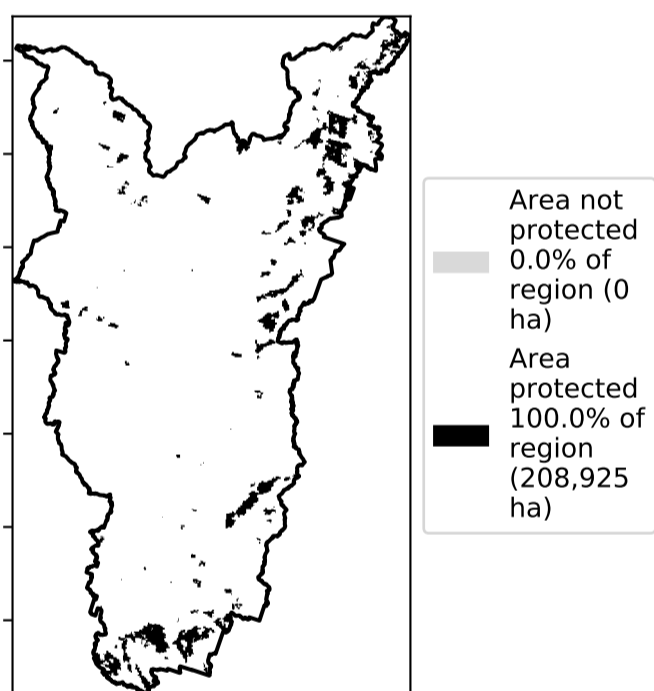 Area not
protected
0.0% of
region (0
ha)
Area
protected
100.0% of
region
(208,925
ha)